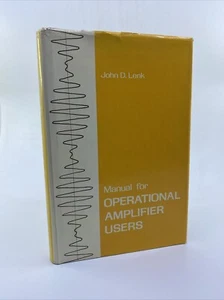 John D. Lenk
Manual for
OPERATIONAL
AMPLIFIER
USERS